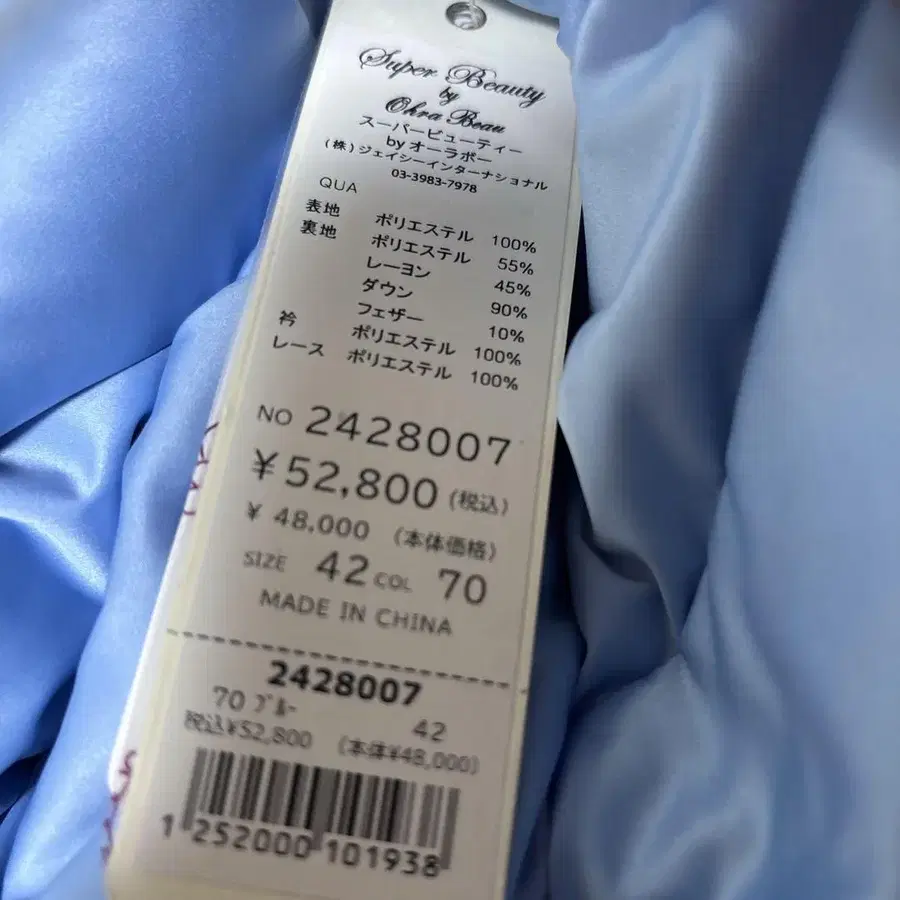 Super Beauty
by
Ohra Beau
スーパービューティー
by オーラボー
(株)ジェイシーインターナショナル
03-3983-7978
QUA
表地 ポリエステル 100%
裏地 ポリエステル 55%
レーヨン 45%
ダウン 90%
フェザー 10%
衿 ポリエステル 100%
レース ポリエステル 100%
NO 2428007
¥52,800 (税込)
¥ 48,000 (本体価格)
SIZE 42 COL 70
MADE IN CHINA
2428007
70 ブルー 42
税込¥52,800 (本体¥48,000)
1 252000 101938